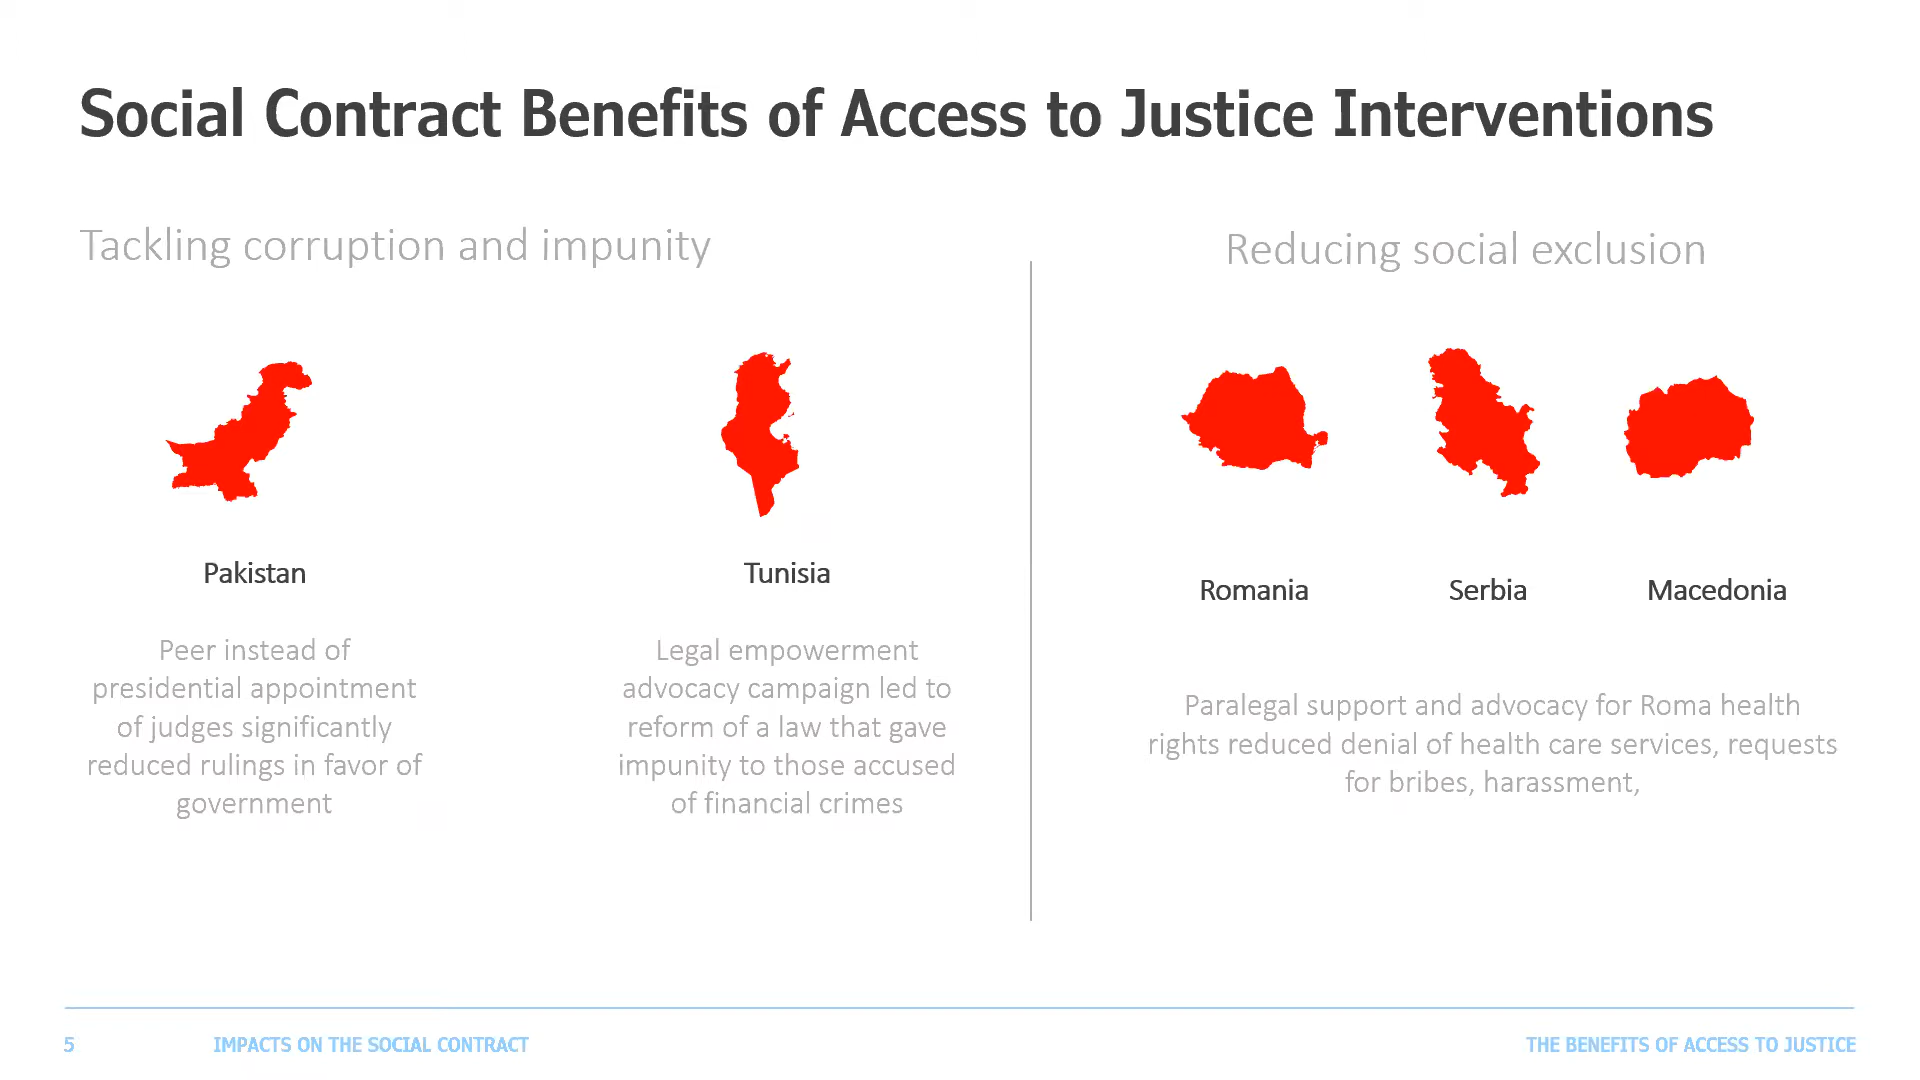 Social Contract Benefits of Access to Justice Interventions
Tackling corruption and impunity
Pakistan
Peer instead of
presidential appointment
of judges significantly
reduced rulings in favor of
government
Tunisia
Legal empowerment
advocacy campaign led to
reform of a law that gave
impunity to those accused
of financial crimes
Reducing social exclusion
Romania
Serbia
Macedonia
Paralegal support and advocacy for Roma health
rights reduced denial of health care services, requests
for bribes, harassment,
5
IMPACTS ON THE SOCIAL CONTRACT
THE BENEFITS OF ACCESS TO JUSTICE